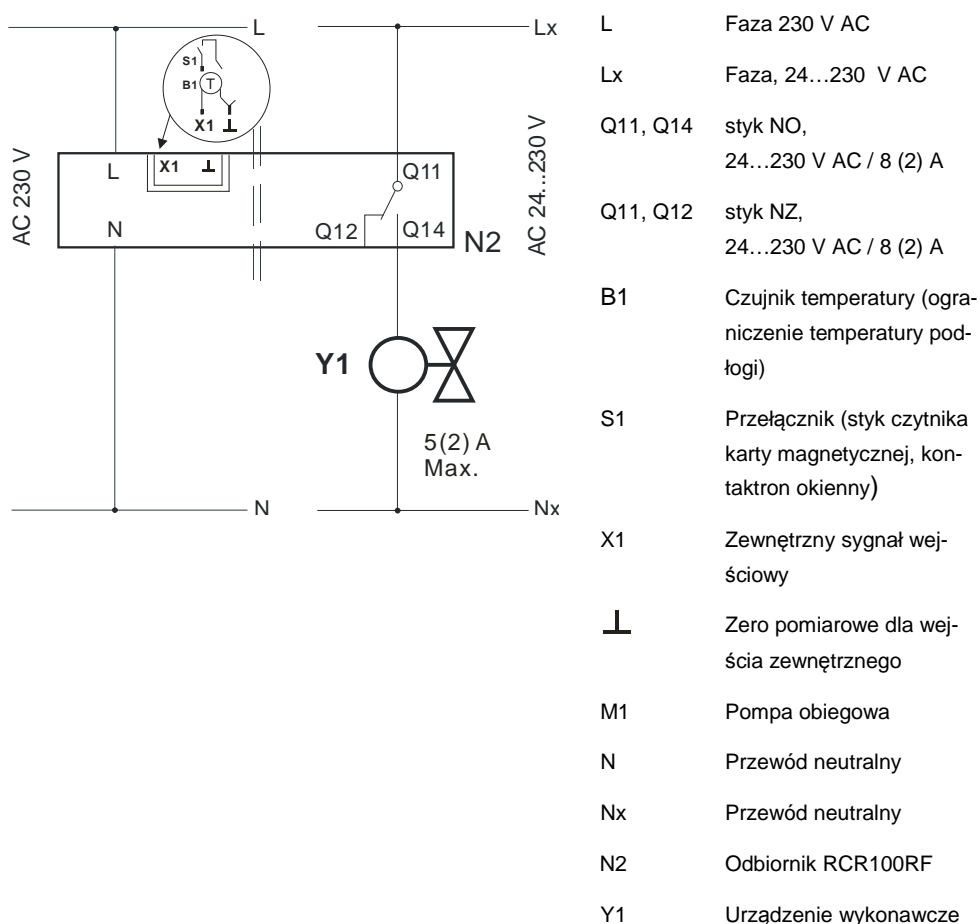 L
Lx
S1
B1
T
X1
AC 230 V
L
X1
Q11
N
Q12
Q14
N2
AC 24...230 V
Y1
5(2) A
Max.
N
Nx
L Faza 230 V AC
Lx Faza, 24…230 V AC
Q11, Q14 styk NO,
24…230 V AC / 8 (2) A
Q11, Q12 styk NZ,
24…230 V AC / 8 (2) A
B1 Czujnik temperatury (ogra-
niczenie temperatury pod-
łogi)
S1 Przełącznik (styk czytnika
karty magnetycznej, kon-
taktron okienny)
X1 Zewnętrzny sygnał wej-
ściowy
Zero pomiarowe dla wej-
ścia zewnętrznego
M1 Pompa obiegowa
N Przewód neutralny
Nx Przewód neutralny
N2 Odbiornik RCR100RF
Y1 Urządzenie wykonawcze